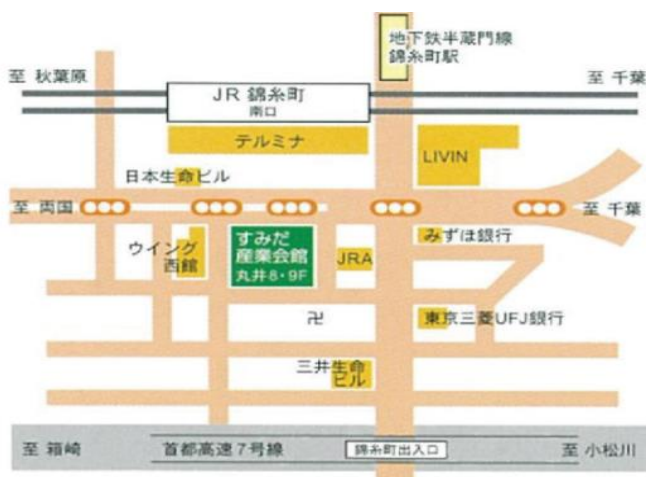 地下鉄半蔵門線
錦糸町駅
至 秋葉原
至 千葉
JR 錦糸町
南口
テルミナ
LIVIN
日本生命ビル
至 両国
至 千葉
みずほ銀行
ウイング
西館
すみだ
産業会館
丸井8・9F
JRA
卍
東京三菱UFJ銀行
三井生命
ビル
至 箱崎
首都高速7号線
錦糸町出入口
至 小松川